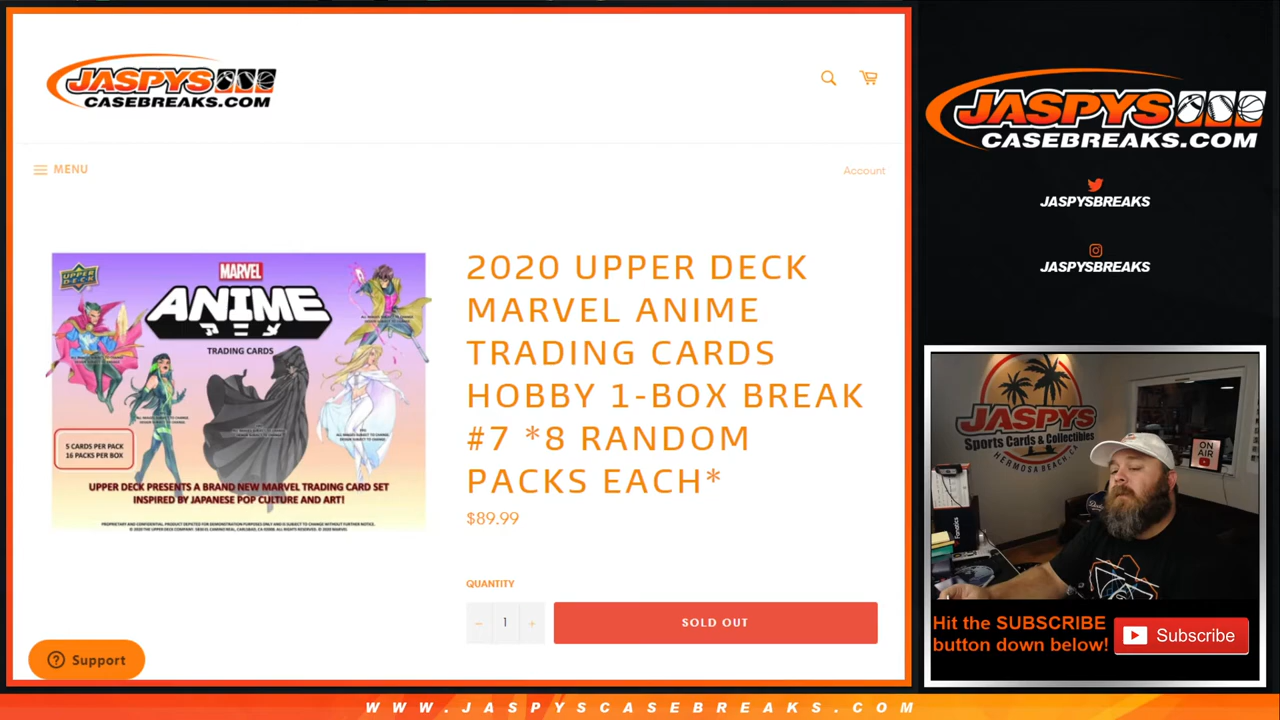 JASPYS
CASEBREAKS.COM
MENU
Account
UPPER DECK
MARVEL
ANIME
TRADING CARDS
5 CARDS PER PACK
16 PACKS PER BOX
UPPER DECK PRESENTS A BRAND NEW MARVEL TRADING CARD SET
INSPIRED BY JAPANESE POP CULTURE AND ART!
2020 UPPER DECK
MARVEL ANIME
TRADING CARDS
HOBBY 1-BOX BREAK
#7 *8 RANDOM
PACKS EACH*
$89.99
QUANTITY
− 1 +
SOLD OUT
Support
JASPYS
CASEBREAKS.COM
JASPYSBREAKS
JASPYSBREAKS
JASPYS
Sports Cards & Collectibles
HERMOSA BEACH, CA
ON
AIR
Fanatics
Hit the SUBSCRIBE
button down below!
Subscribe
WWW.JASPYSCASEBREAKS.COM